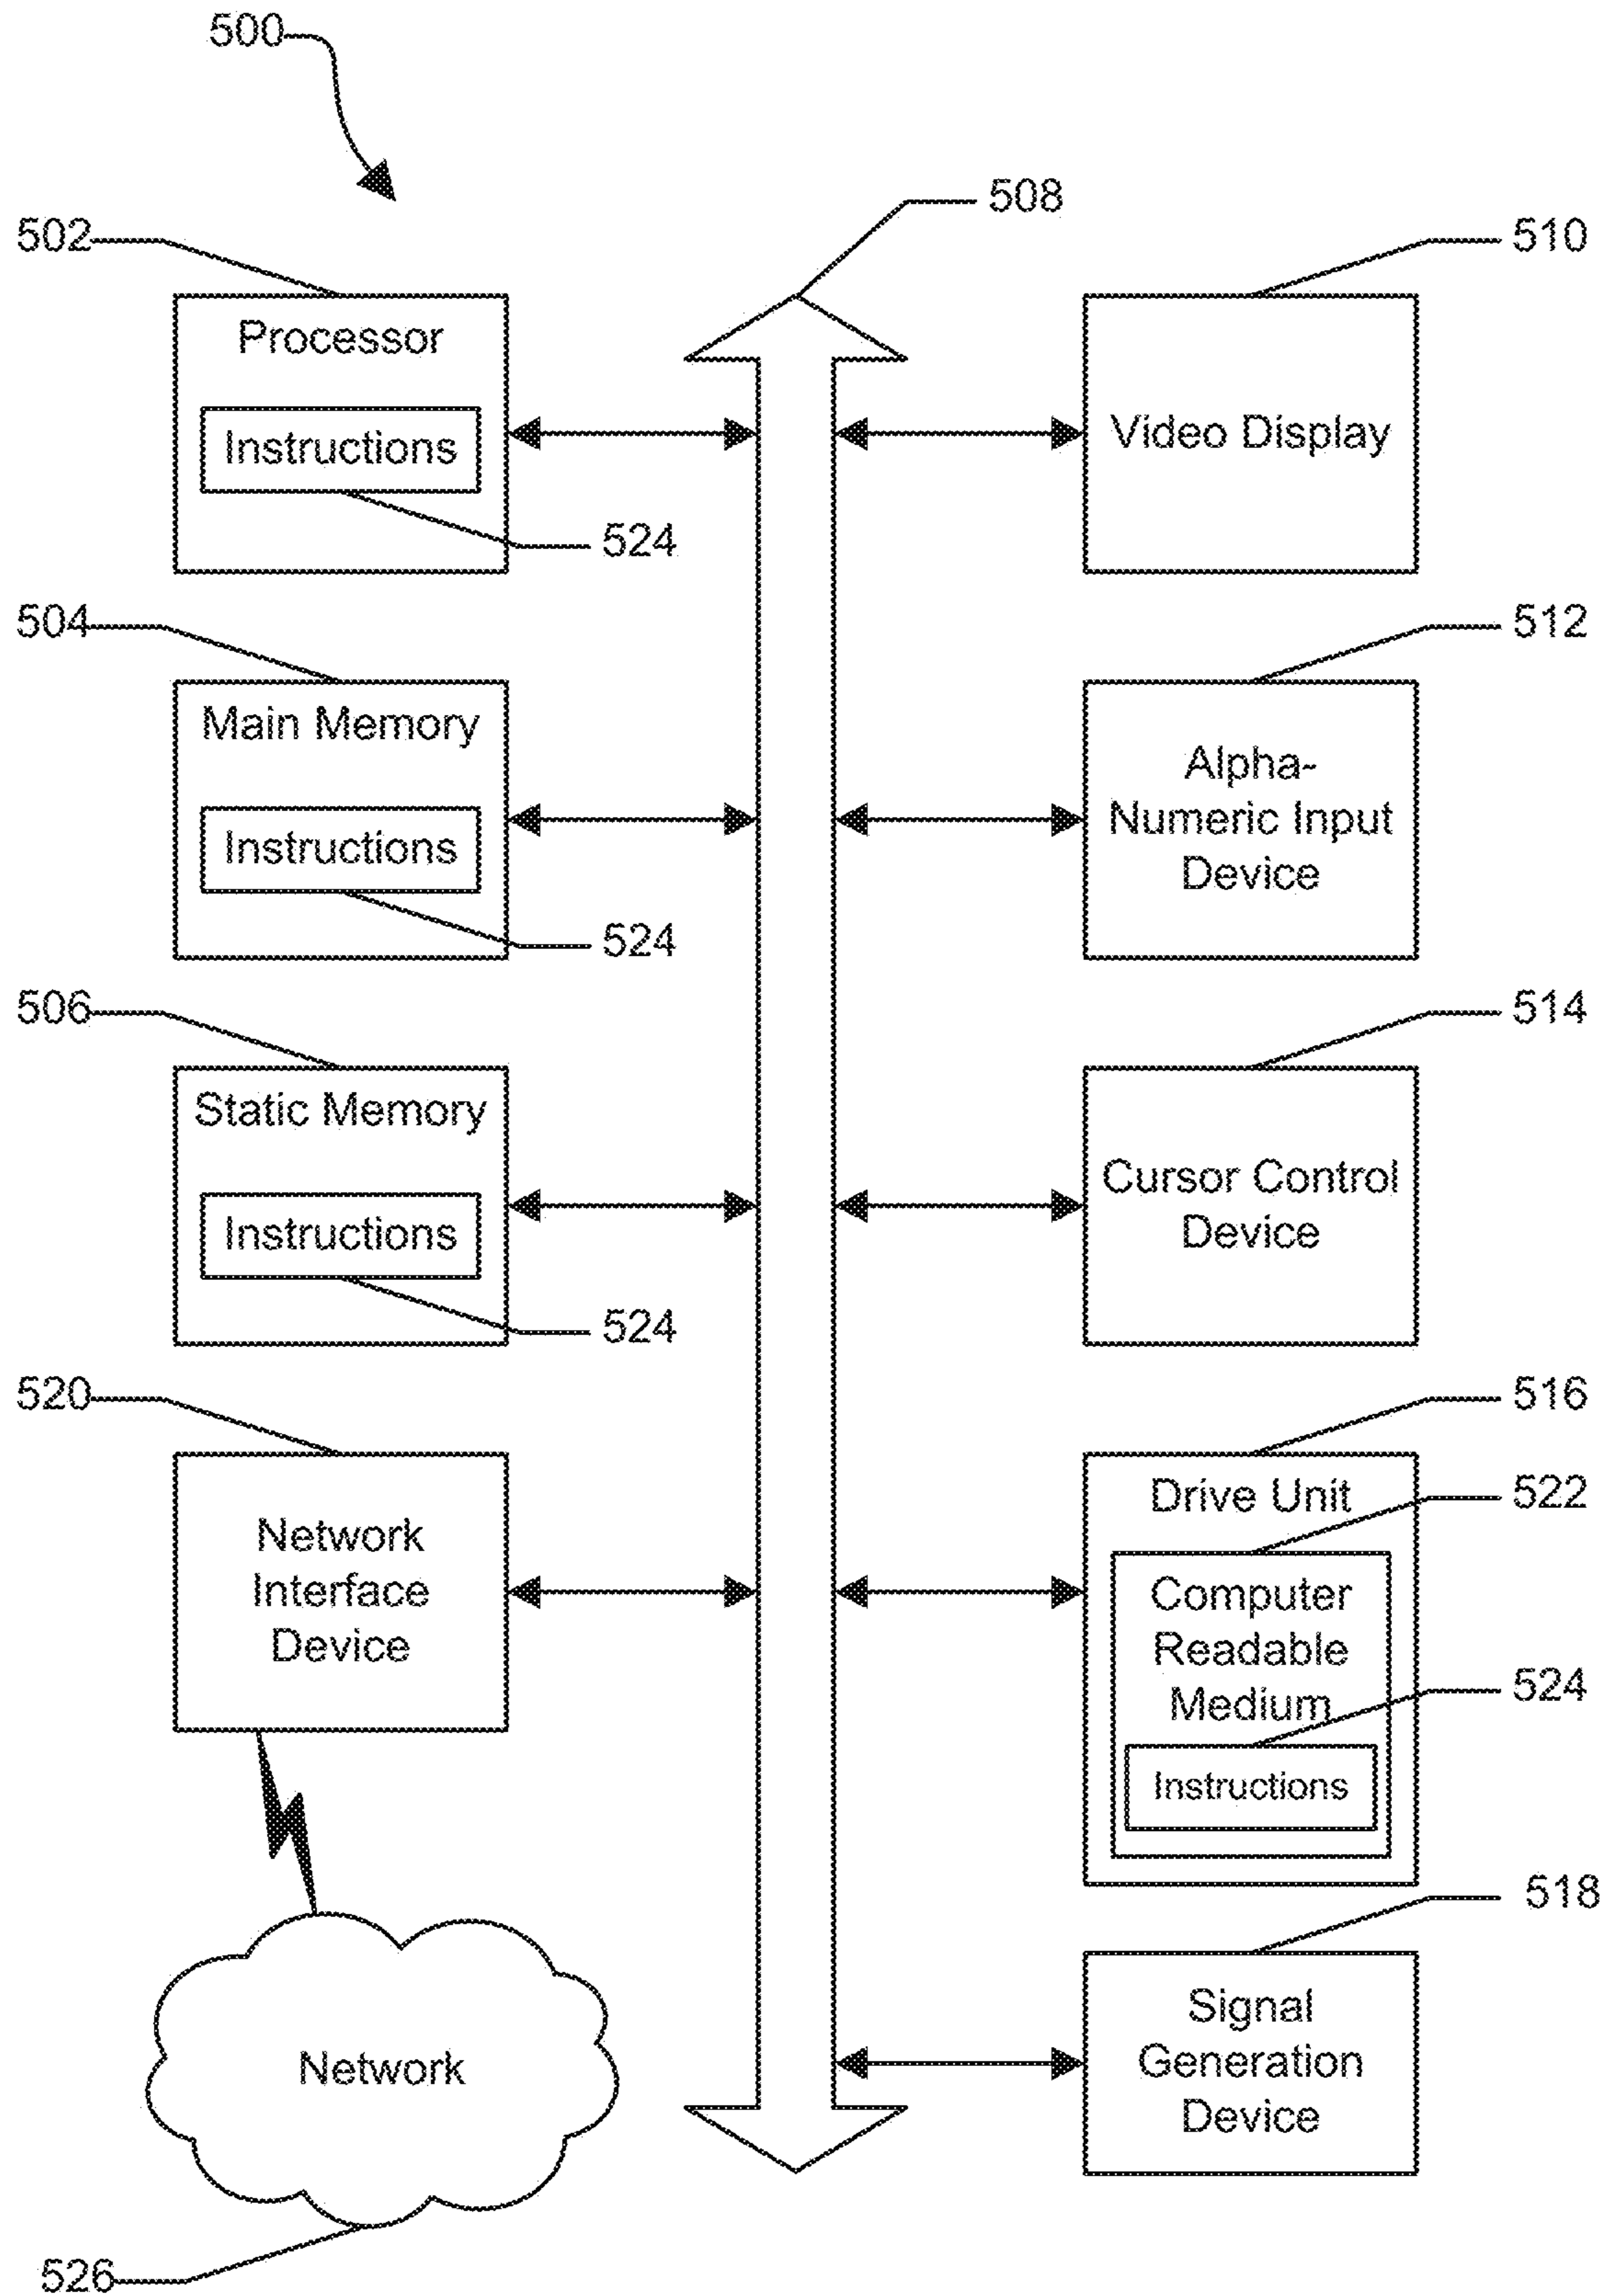 500
508
502
510
Processor
Instructions
524
Video Display
504
512
Main Memory
Instructions
524
Alpha-
Numeric Input
Device
506
514
Static Memory
Instructions
524
Cursor Control
Device
520
516
Network
Interface
Device
Drive Unit
522
Computer
Readable
Medium
524
Instructions
518
Signal
Generation
Device
Network
526